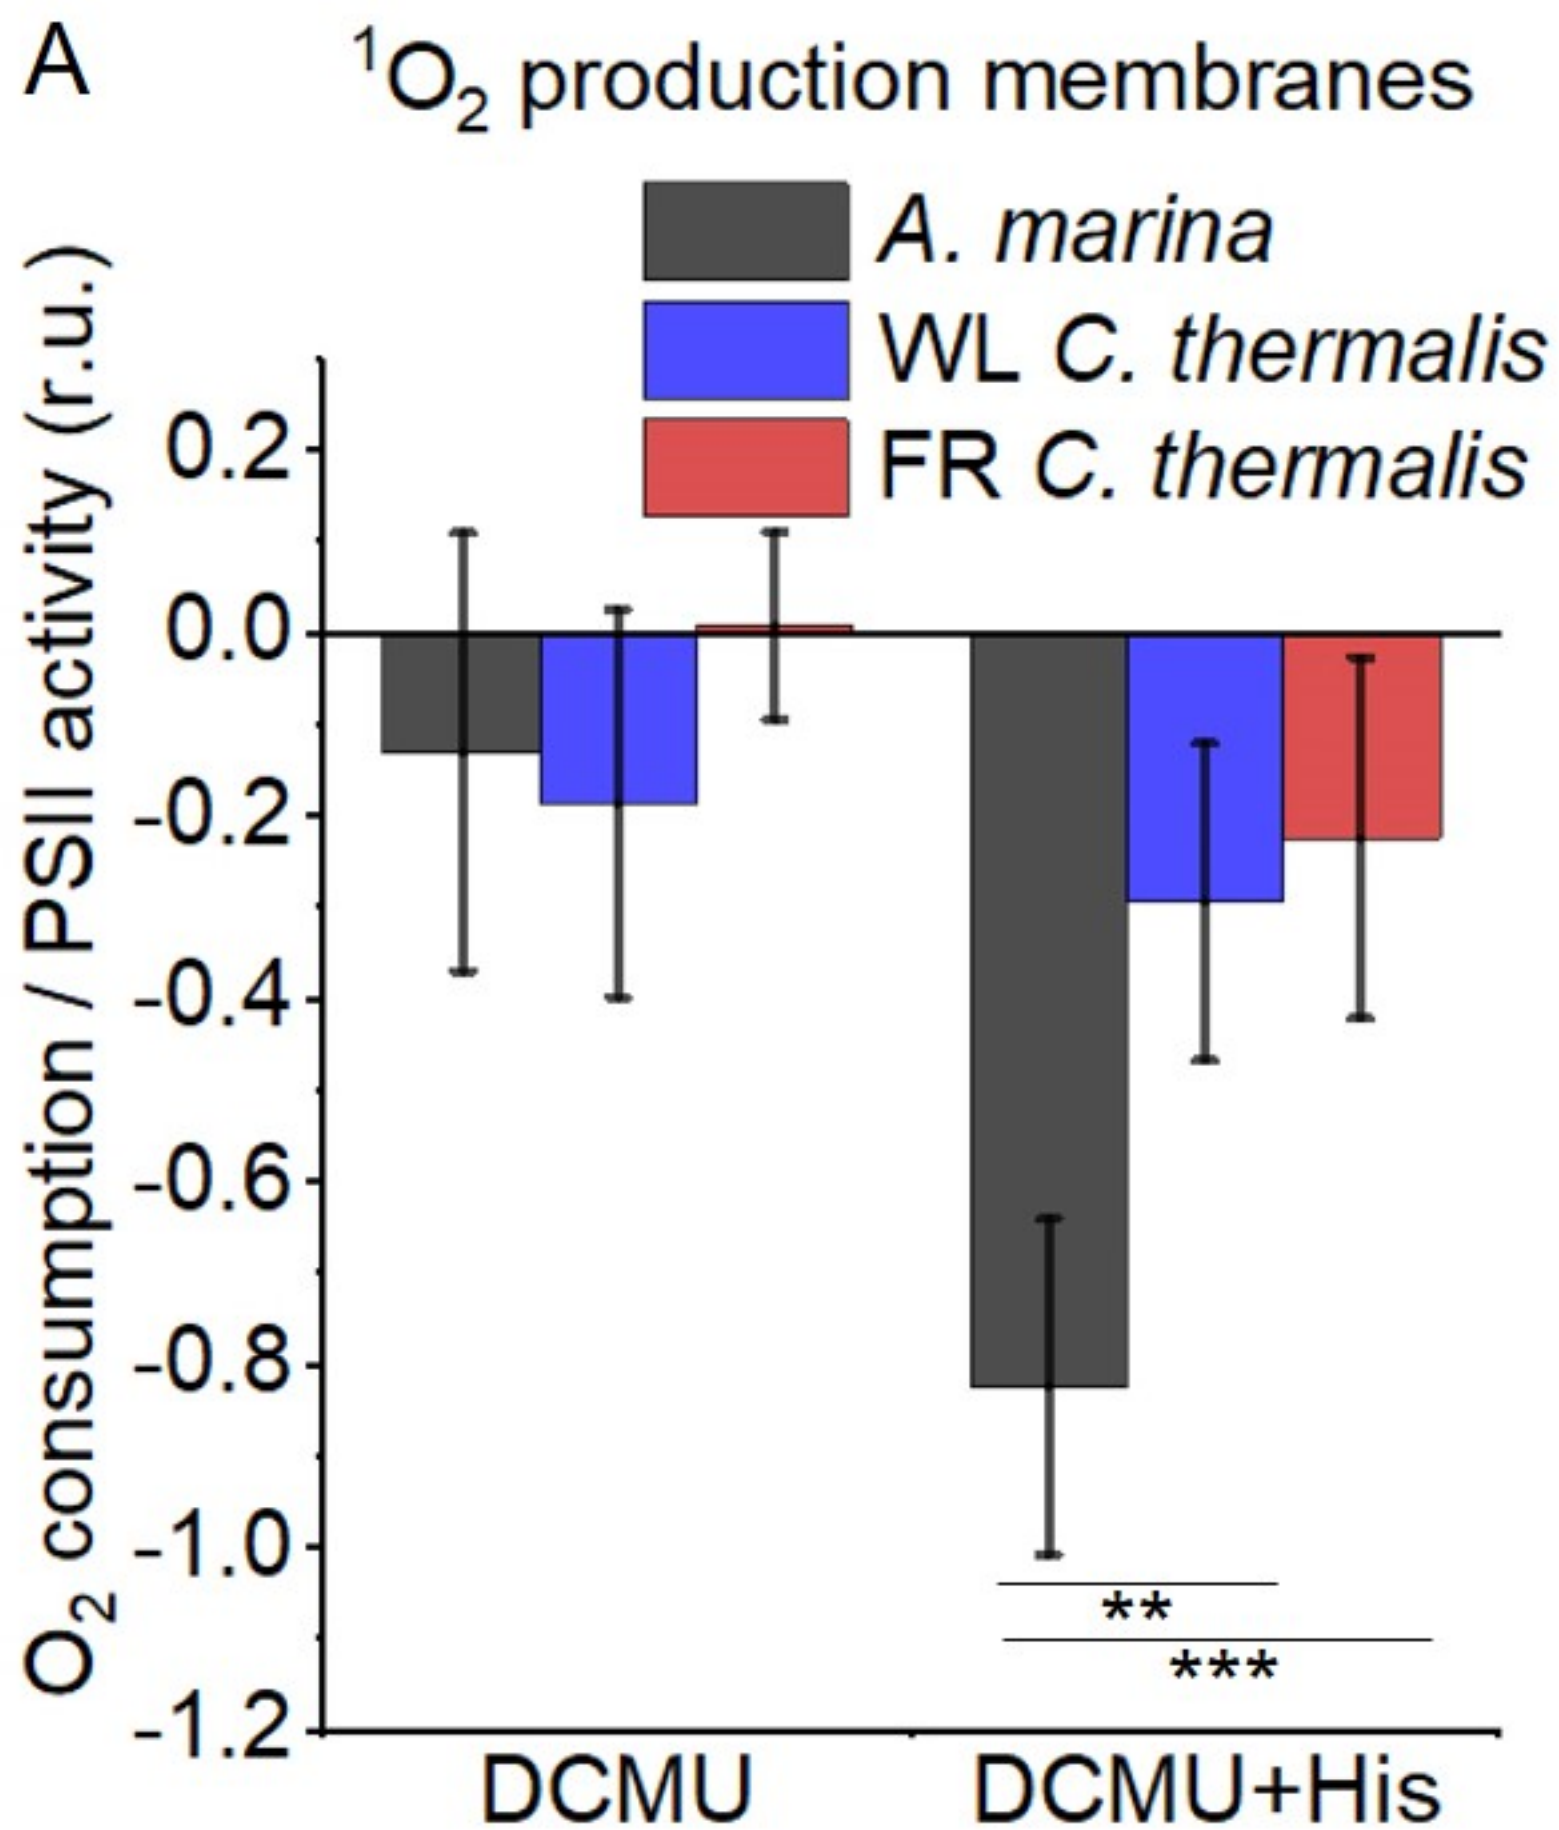 A
¹O₂ production membranes
A. marina
WL C. thermalis
FR C. thermalis
O₂ consumption / PSII activity (r.u.)
0.2
0.0
-0.2
-0.4
-0.6
-0.8
-1.0
-1.2
**
***
DCMU
DCMU+His